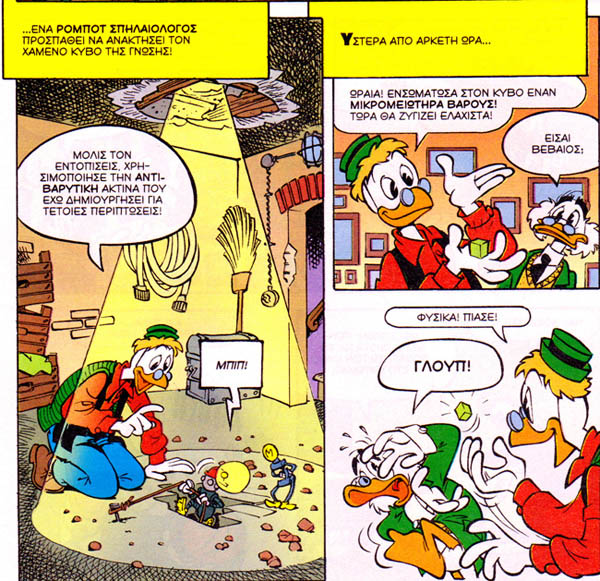 ...ΕΝΑ ΡΟΜΠΟΤ ΣΠΗΛΑΙΟΛΟΓΟΣ
ΠΡΟΣΠΑΘΕΙ ΝΑ ΑΝΑΚΤΗΣΕΙ ΤΟΝ
ΧΑΜΕΝΟ ΚΥΒΟ ΤΗΣ ΓΝΩΣΗΣ!
ΜΟΛΙΣ ΤΟΝ
ΕΝΤΟΠΙΣΕΙΣ, ΧΡΗ-
ΣΙΜΟΠΟΙΗΣΕ ΤΗΝ ΑΝΤΙ-
ΒΑΡΥΤΙΚΗ ΑΚΤΙΝΑ ΠΟΥ
ΕΧΩ ΔΗΜΙΟΥΡΓΗΣΕΙ ΓΙΑ
ΤΕΤΟΙΕΣ ΠΕΡΙΠΤΩΣΕΙΣ!
ΜΠΙΠ!
ΥΣΤΕΡΑ ΑΠΟ ΑΡΚΕΤΗ ΩΡΑ...
ΩΡΑΙΑ! ΕΝΣΩΜΑΤΩΣΑ ΣΤΟΝ ΚΥΒΟ ΕΝΑΝ
ΜΙΚΡΟΜΕΙΩΤΗΡΑ ΒΑΡΟΥΣ!
ΤΩΡΑ ΘΑ ΖΥΓΙΖΕΙ ΕΛΑΧΙΣΤΑ!
ΕΙΣΑΙ
ΒΕΒΑΙΟΣ;
ΦΥΣΙΚΑ! ΠΙΑΣΕ!
ΓΛΟΥΠ!